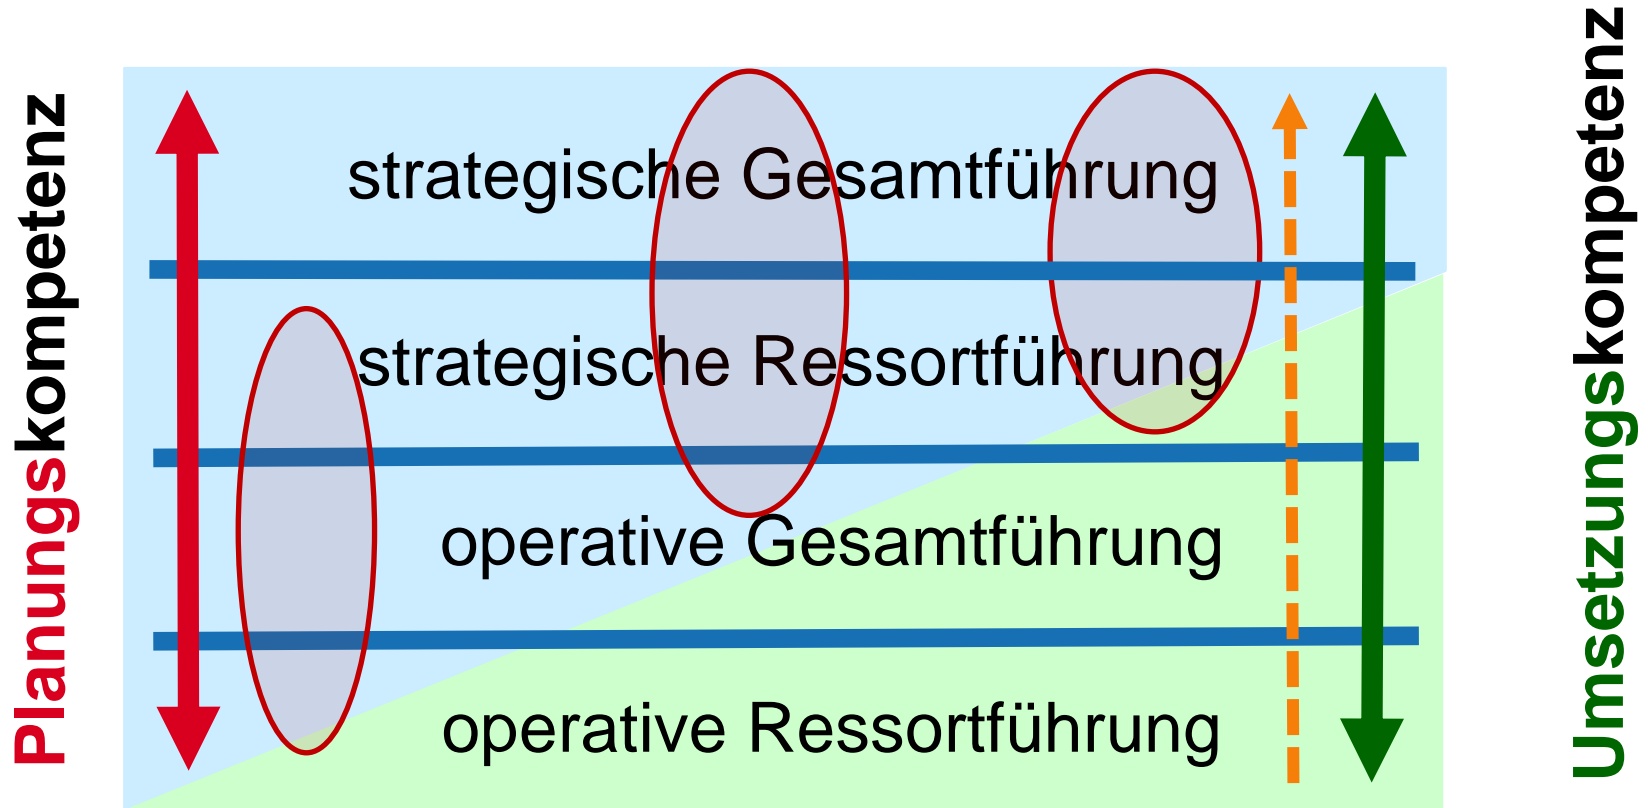 Planungskompetenz
strategische Gesamtführung
strategische Ressortführung
operative Gesamtführung
operative Ressortführung
Umsetzungskompetenz